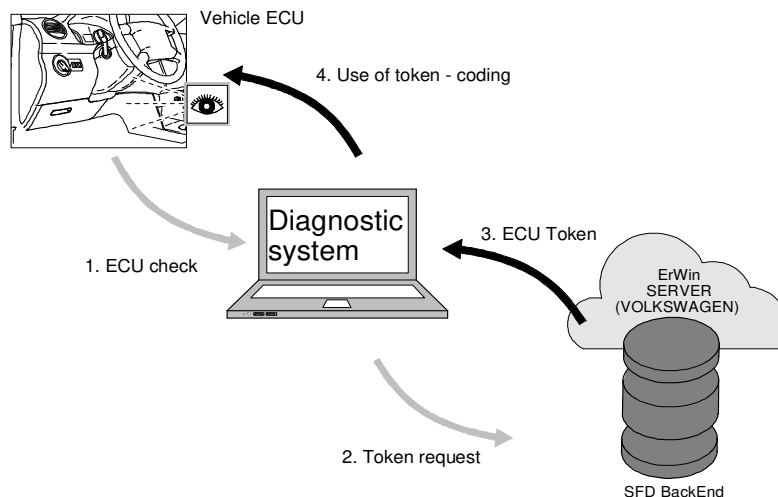 Vehicle ECU
4. Use of token - coding
Diagnostic
system
3. ECU Token
1. ECU check
ErWin
SERVER
(VOLKSWAGEN)
2. Token request
SFD BackEnd